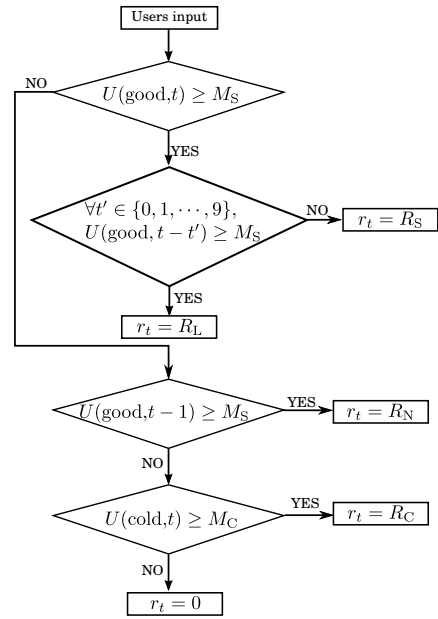 Users input
NO
U(good,t) ≥ M_S
YES
∀t′ ∈ {0, 1, ⋯, 9},
U(good, t − t′) ≥ M_S
NO
r_t = R_S
YES
r_t = R_L
U(good,t − 1) ≥ M_S
YES
r_t = R_N
NO
U(cold,t) ≥ M_C
YES
r_t = R_C
NO
r_t = 0